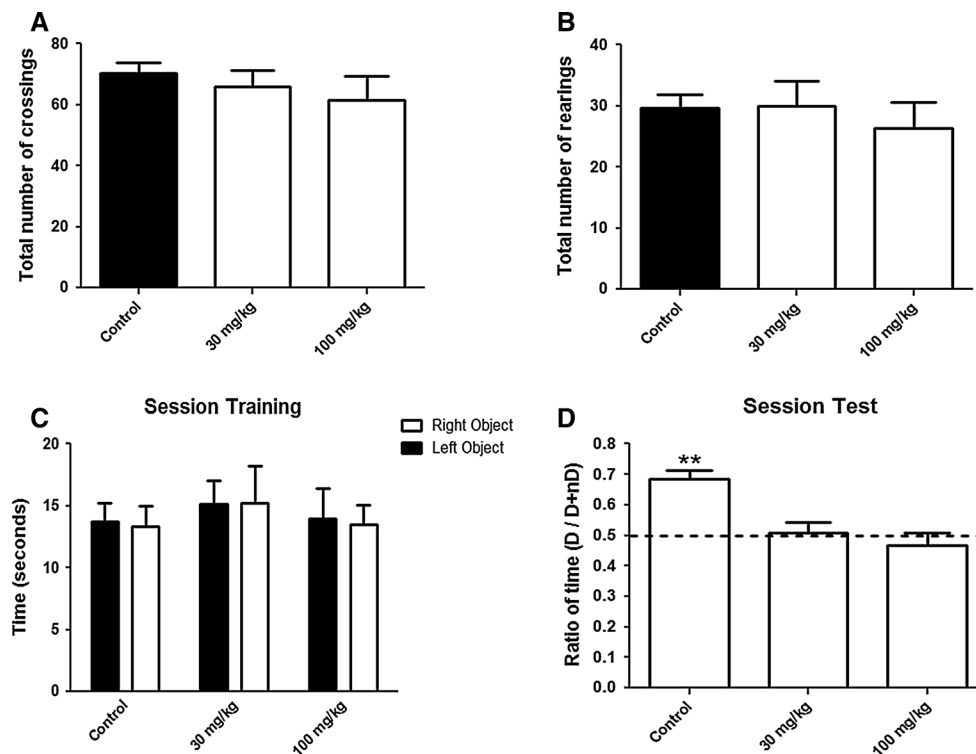 A
Total number of crossings
80
60
40
20
0
Control
30 mg/kg
100 mg/kg
B
Total number of rearings
40
30
20
10
0
Control
30 mg/kg
100 mg/kg
C
Session Training
Right Object
Left Object
Time (seconds)
20
15
10
5
0
Control
30 mg/kg
100 mg/kg
D
Session Test
Ratio of time (D / D+nD)
0.8
0.7
0.6
0.5
0.4
0.3
0.2
0.1
0.0
**
Control
30 mg/kg
100 mg/kg